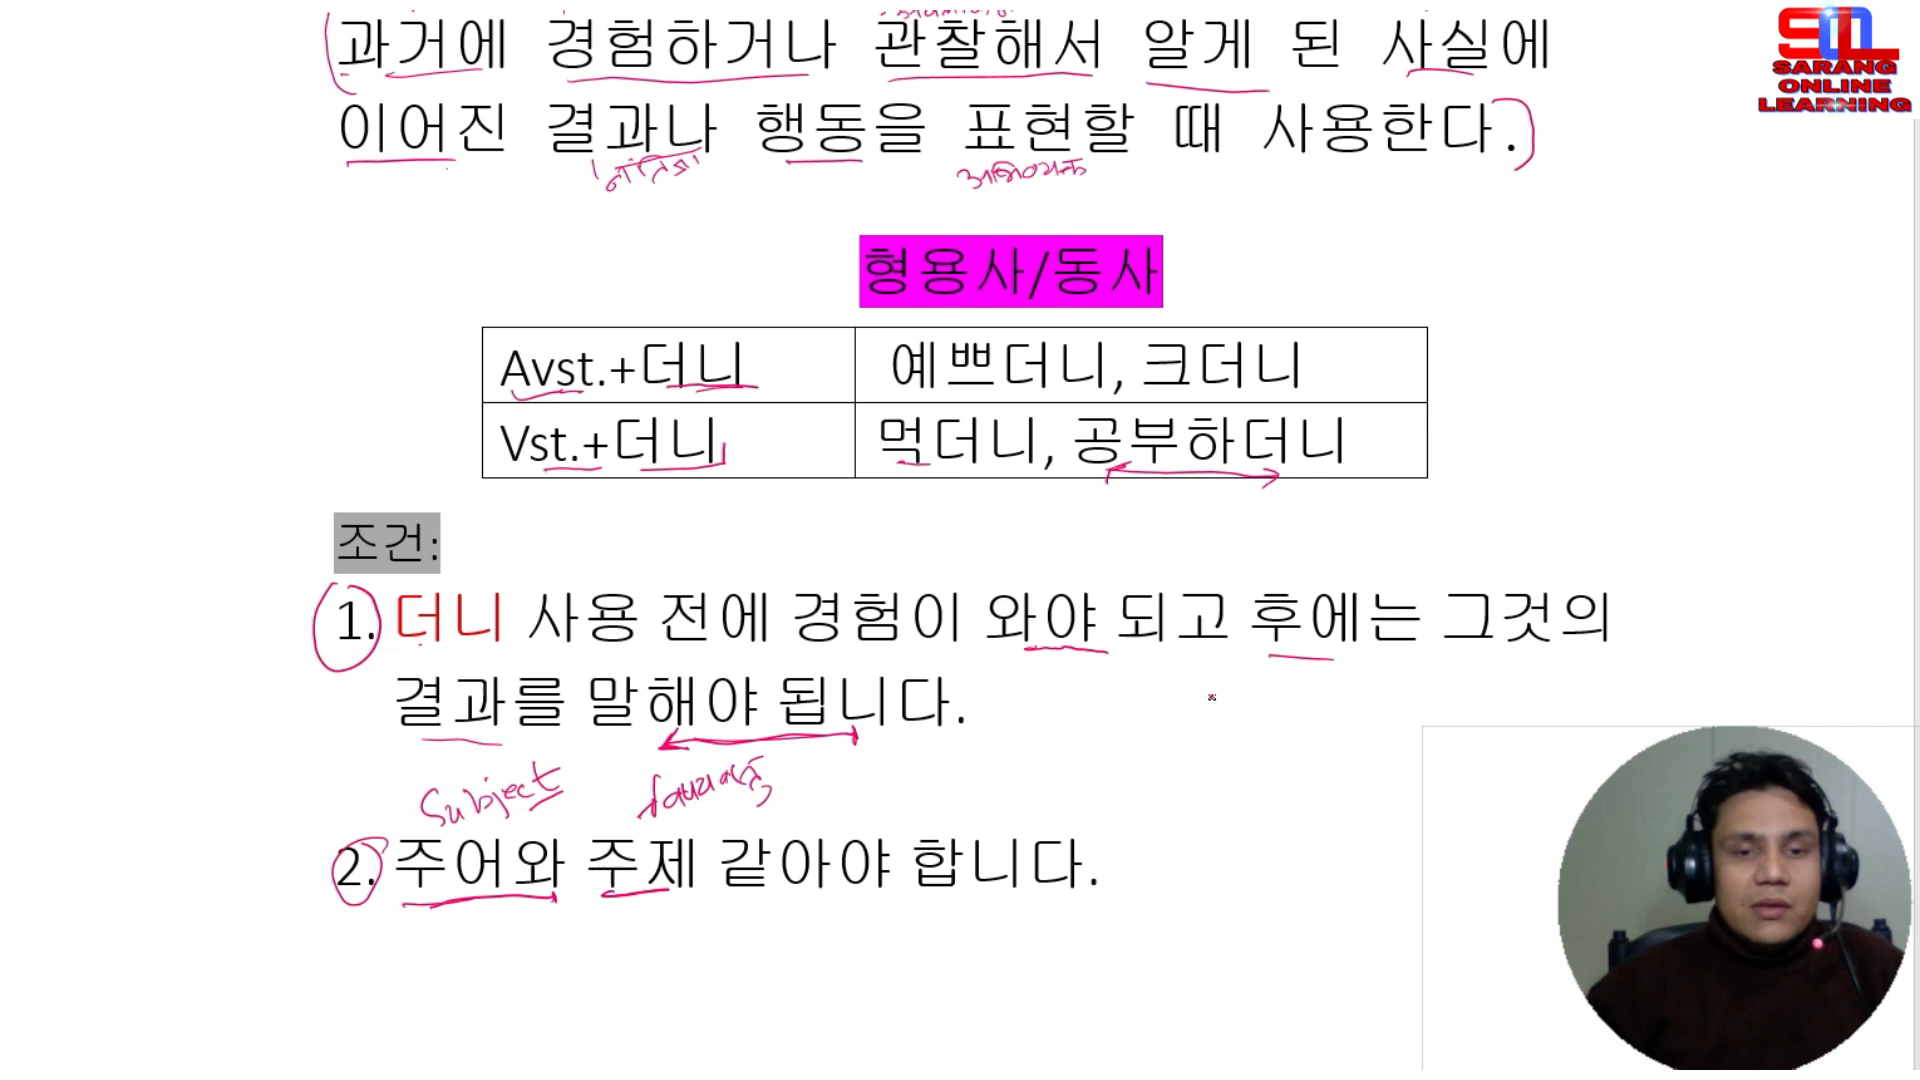 과거에 경험하거나 관찰해서 알게 된 사실에
이어진 결과나 행동을 표현할 때 사용한다.
SOL
SARANG
ONLINE
LEARNING
형용사/동사
Avst.+더니 예쁘더니, 크더니
Vst.+더니 먹더니, 공부하더니
조건:
1. 더니 사용 전에 경험이 와야 되고 후에는 그것의
결과를 말해야 됩니다.
Subject
2. 주어와 주제 같아야 합니다.